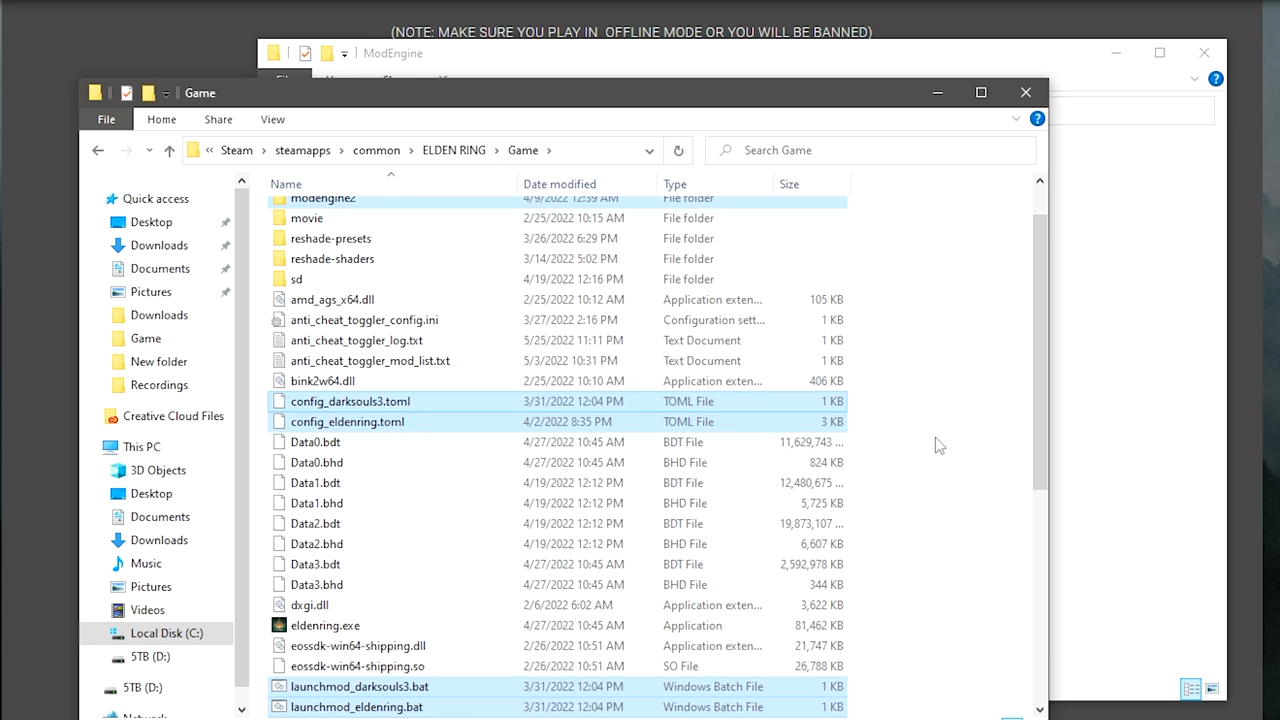 (NOTE: MAKE SURE YOU PLAY IN OFFLINE MODE OR YOU WILL BE BANNED)
ModEngine
Game
File Home Share View
Steam steamapps common ELDEN RING Game
Search Game
Name Date modified Type Size
Quick access
Desktop
Downloads
Documents
Pictures
Downloads
Game
New folder
Recordings
Creative Cloud Files
This PC
3D Objects
Desktop
Documents
Downloads
Music
Pictures
Videos
Local Disk (C:)
5TB (D:)
5TB (D:)
Network
modengine2 4/9/2022 12:39 AM File folder
movie 2/25/2022 10:15 AM File folder
reshade-presets 3/26/2022 6:29 PM File folder
reshade-shaders 3/14/2022 5:02 PM File folder
sd 4/19/2022 12:16 PM File folder
amd_ags_x64.dll 2/25/2022 10:12 AM Application exten... 105 KB
anti_cheat_toggler_config.ini 3/27/2022 2:16 PM Configuration sett... 1 KB
anti_cheat_toggler_log.txt 5/25/2022 11:11 PM Text Document 1 KB
anti_cheat_toggler_mod_list.txt 5/3/2022 10:31 PM Text Document 1 KB
bink2w64.dll 2/25/2022 10:10 AM Application exten... 406 KB
config_darksouls3.toml 3/31/2022 12:04 PM TOML File 1 KB
config_eldenring.toml 4/2/2022 8:35 PM TOML File 3 KB
Data0.bdt 4/27/2022 10:45 AM BDT File 11,629,743 ...
Data0.bhd 4/27/2022 10:45 AM BHD File 824 KB
Data1.bdt 4/19/2022 12:12 PM BDT File 12,480,675 ...
Data1.bhd 4/19/2022 12:12 PM BHD File 5,725 KB
Data2.bdt 4/19/2022 12:12 PM BDT File 19,873,107 ...
Data2.bhd 4/19/2022 12:12 PM BHD File 6,607 KB
Data3.bdt 4/27/2022 10:45 AM BDT File 2,592,978 KB
Data3.bhd 4/27/2022 10:45 AM BHD File 344 KB
dxgi.dll 2/6/2022 6:02 AM Application exten... 3,622 KB
eldenring.exe 4/27/2022 10:45 AM Application 81,462 KB
eossdk-win64-shipping.dll 2/26/2022 10:51 AM Application exten... 21,747 KB
eossdk-win64-shipping.so 2/26/2022 10:51 AM SO File 26,788 KB
launchmod_darksouls3.bat 3/31/2022 12:04 PM Windows Batch File 1 KB
launchmod_eldenring.bat 3/31/2022 12:04 PM Windows Batch File 1 KB